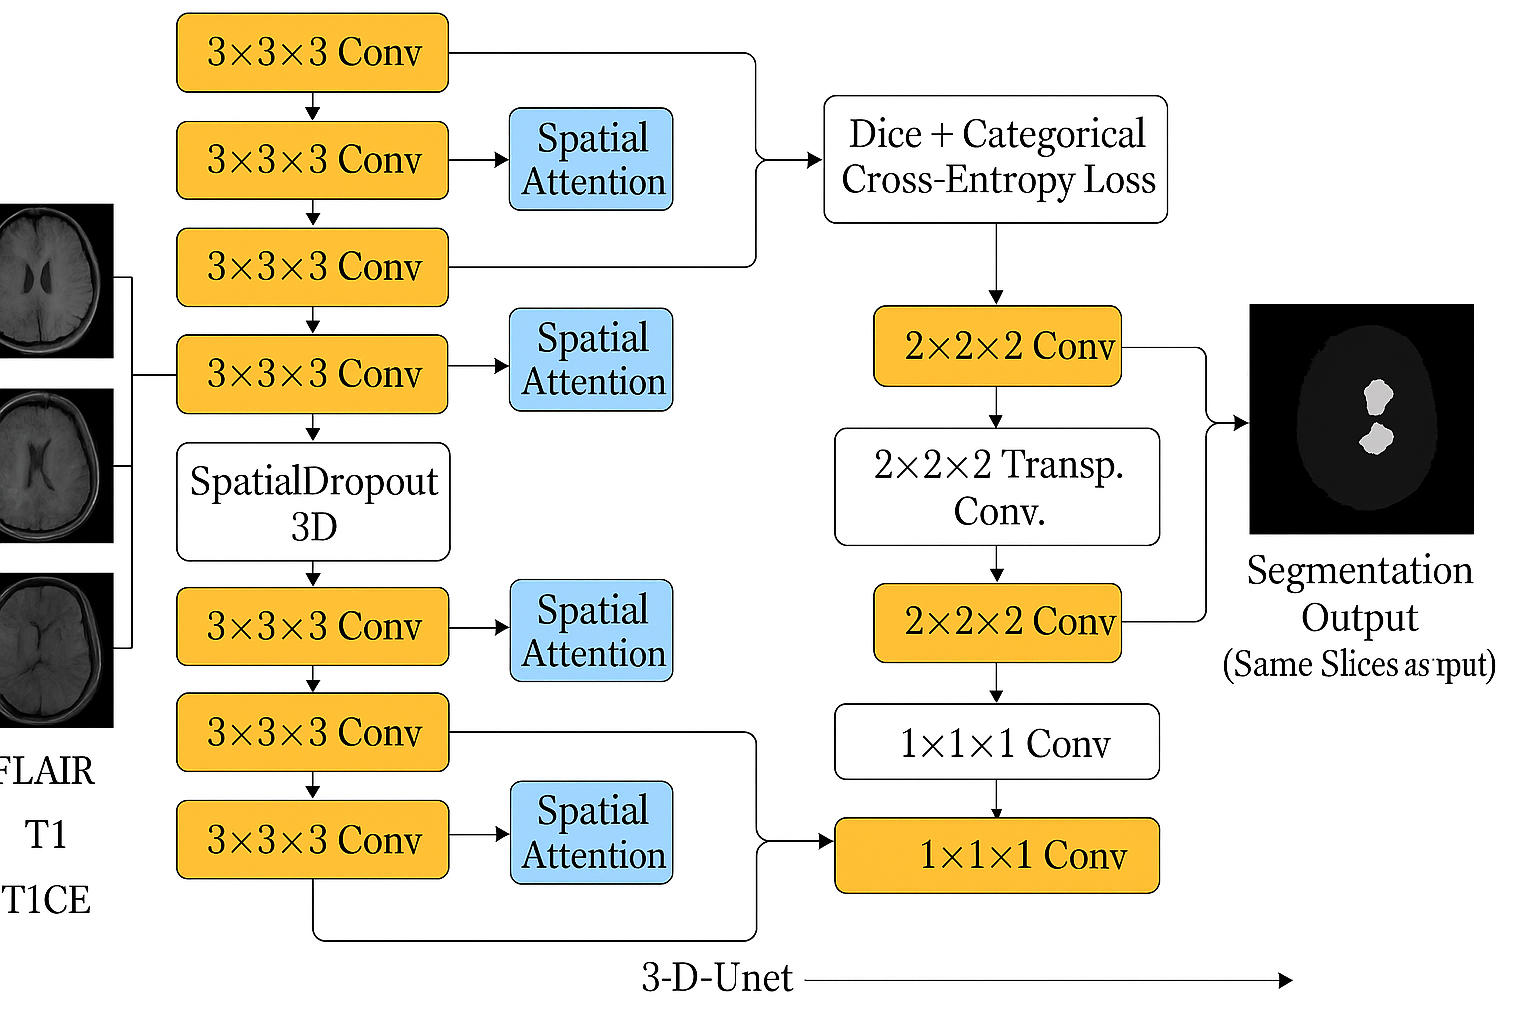 3×3×3 Conv
3×3×3 Conv
Spatial
Attention
3×3×3 Conv
3×3×3 Conv
Spatial
Attention
SpatialDropout
3D
3×3×3 Conv
Spatial
Attention
3×3×3 Conv
3×3×3 Conv
Spatial
Attention
FLAIR
T1
T1CE
Dice + Categorical
Cross-Entropy Loss
2×2×2 Conv
2×2×2 Transp.
Conv.
2×2×2 Conv
1×1×1 Conv
1×1×1 Conv
Segmentation
Output
(Same Slices as
3-D-Unet